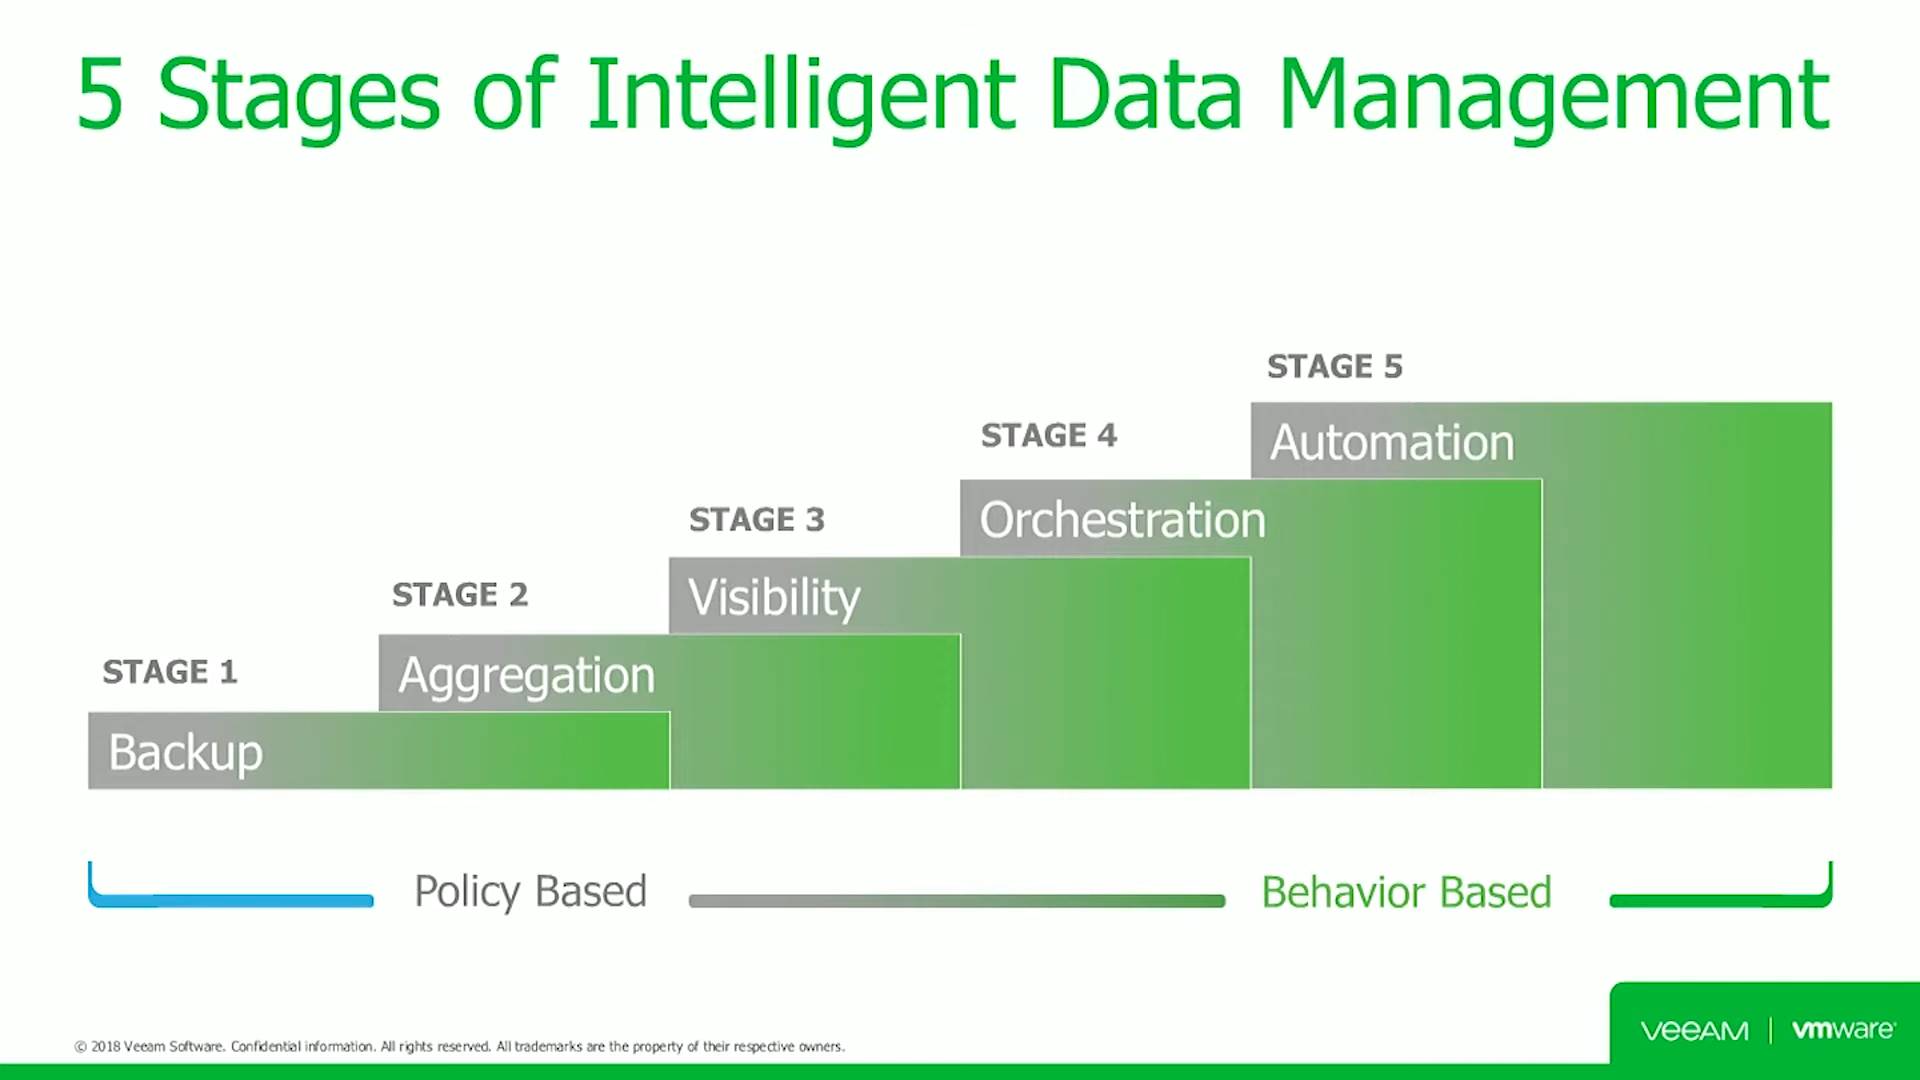 5 Stages of Intelligent Data Management
STAGE 5
Automation
STAGE 4
Orchestration
STAGE 3
Visibility
STAGE 2
Aggregation
STAGE 1
Backup
Policy Based
Behavior Based
© 2018 Veeam Software. Confidential information. All rights reserved. All trademarks are the property of their respective owners.
VEEAM | vmware®